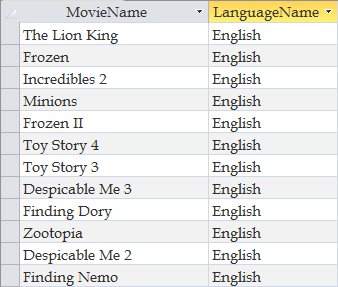 MovieName LanguageName
The Lion King English
Frozen English
Incredibles 2 English
Minions English
Frozen II English
Toy Story 4 English
Toy Story 3 English
Despicable Me 3 English
Finding Dory English
Zootopia English
Despicable Me 2 English
Finding Nemo English